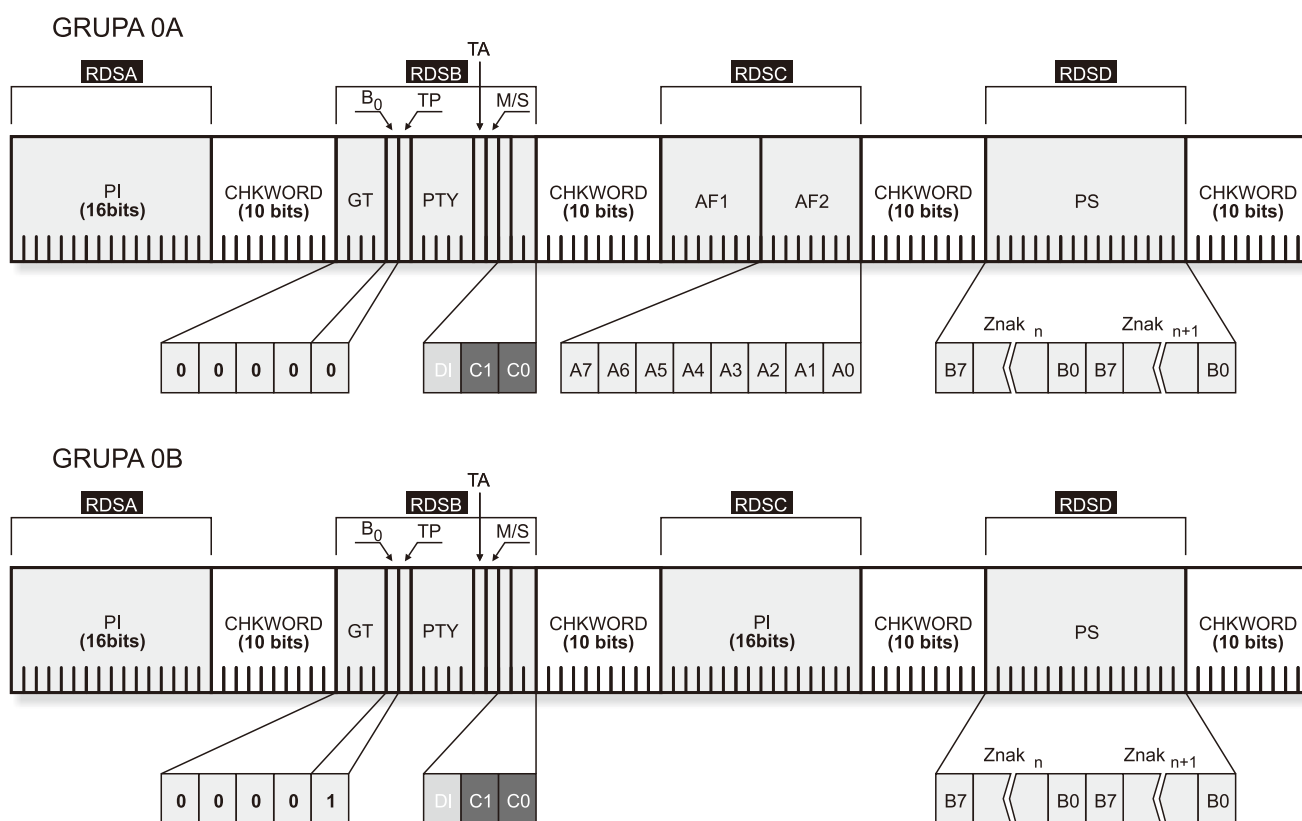 GRUPA 0A
TA
RDSA RDSB RDSC RDSD
B0 TP M/S
PI (16bits)
CHKWORD (10 bits)
GT
PTY
CHKWORD (10 bits)
AF1
AF2
CHKWORD (10 bits)
PS
CHKWORD (10 bits)
Znak n Znak n+1
0 0 0 0 0
DI C1 C0
A7 A6 A5 A4 A3 A2 A1 A0
B7 B0 B7 B0
GRUPA 0B
TA
RDSA RDSB RDSC RDSD
B0 TP M/S
PI (16bits)
CHKWORD (10 bits)
GT
PTY
CHKWORD (10 bits)
PI (16bits)
CHKWORD (10 bits)
PS
CHKWORD (10 bits)
Znak n Znak n+1
0 0 0 0 1
DI C1 C0
B7 B0 B7 B0